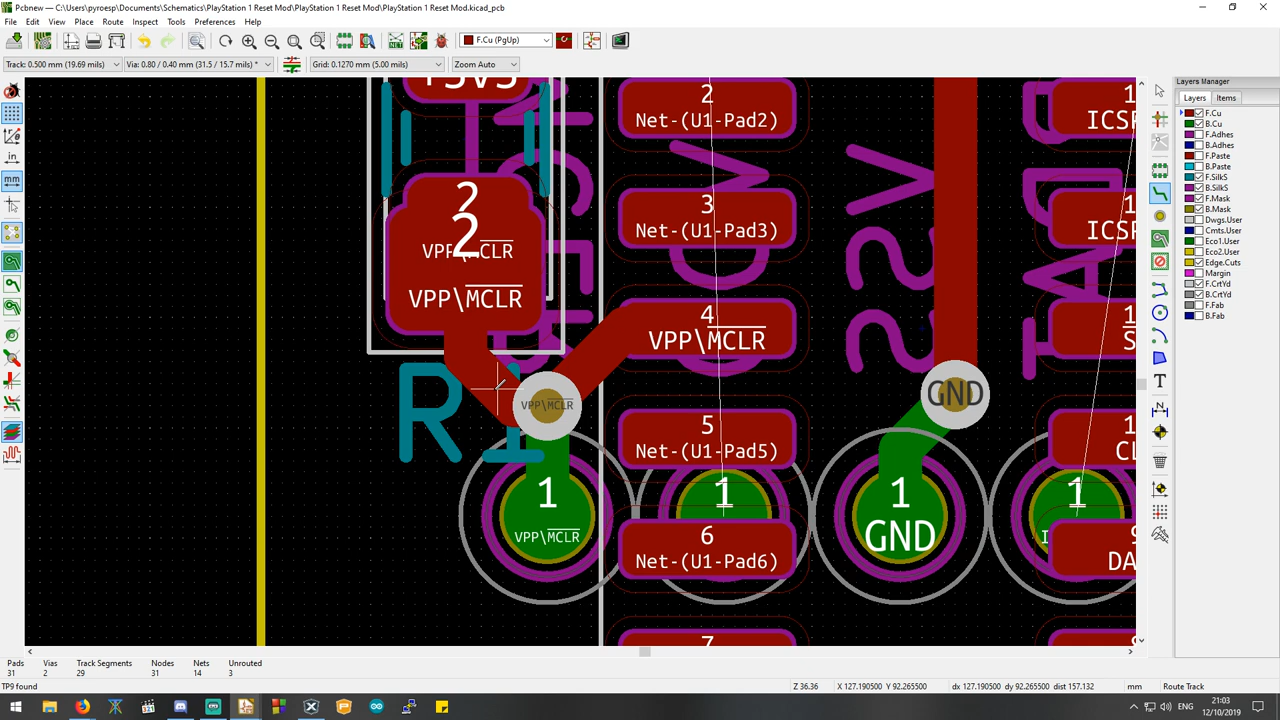 Pcbnew — C:\Users\pyroesp\Documents\Schematics\PlayStation 1 Reset Mod\PlayStation 1 Reset Mod\PlayStation 1 Reset Mod.kicad_pcb
File Edit View Place Route Inspect Tools Preferences Help
F.Cu (PgUp)
Track: 0.500 mm (19.69 mils) Via: 0.80 / 0.40 mm (31.5 / 15.7 mils) * Grid: 0.1270 mm (5.00 mils) Zoom Auto
Layers Manager
Layers Items
F.Cu
B.Cu
F.Adhes
B.Adhes
F.Paste
B.Paste
F.SilkS
B.SilkS
F.Mask
B.Mask
Dwgs.User
Cmts.User
Eco1.User
Eco2.User
Edge.Cuts
Margin
F.CrtYd
B.CrtYd
F.Fab
B.Fab
in
mm
2
Net-(U1-Pad2)
2
2
VPP\MCLR
3
Net-(U1-Pad3)
4
VPP\MCLR
VPP\MCLR
GND
R1
5
Net-(U1-Pad5)
1
VPP\MCLR
1
1
GND
1
6
Net-(U1-Pad6)
7
Pads Vias Track Segments Nodes Nets Unrouted
31 2 29 31 14 3
TP9 found Z 36.36 X 127.190500 Y 92.265500 dx 127.190500 dy 92.265500 dist 157.132 mm Route Track
ENG 21:03
12/10/2019